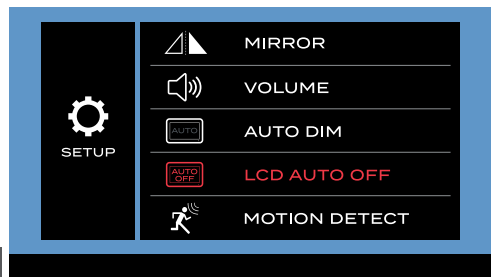 MIRROR
VOLUME
AUTO
AUTO DIM
SETUP
AUTO
OFF
LCD AUTO OFF
MOTION DETECT